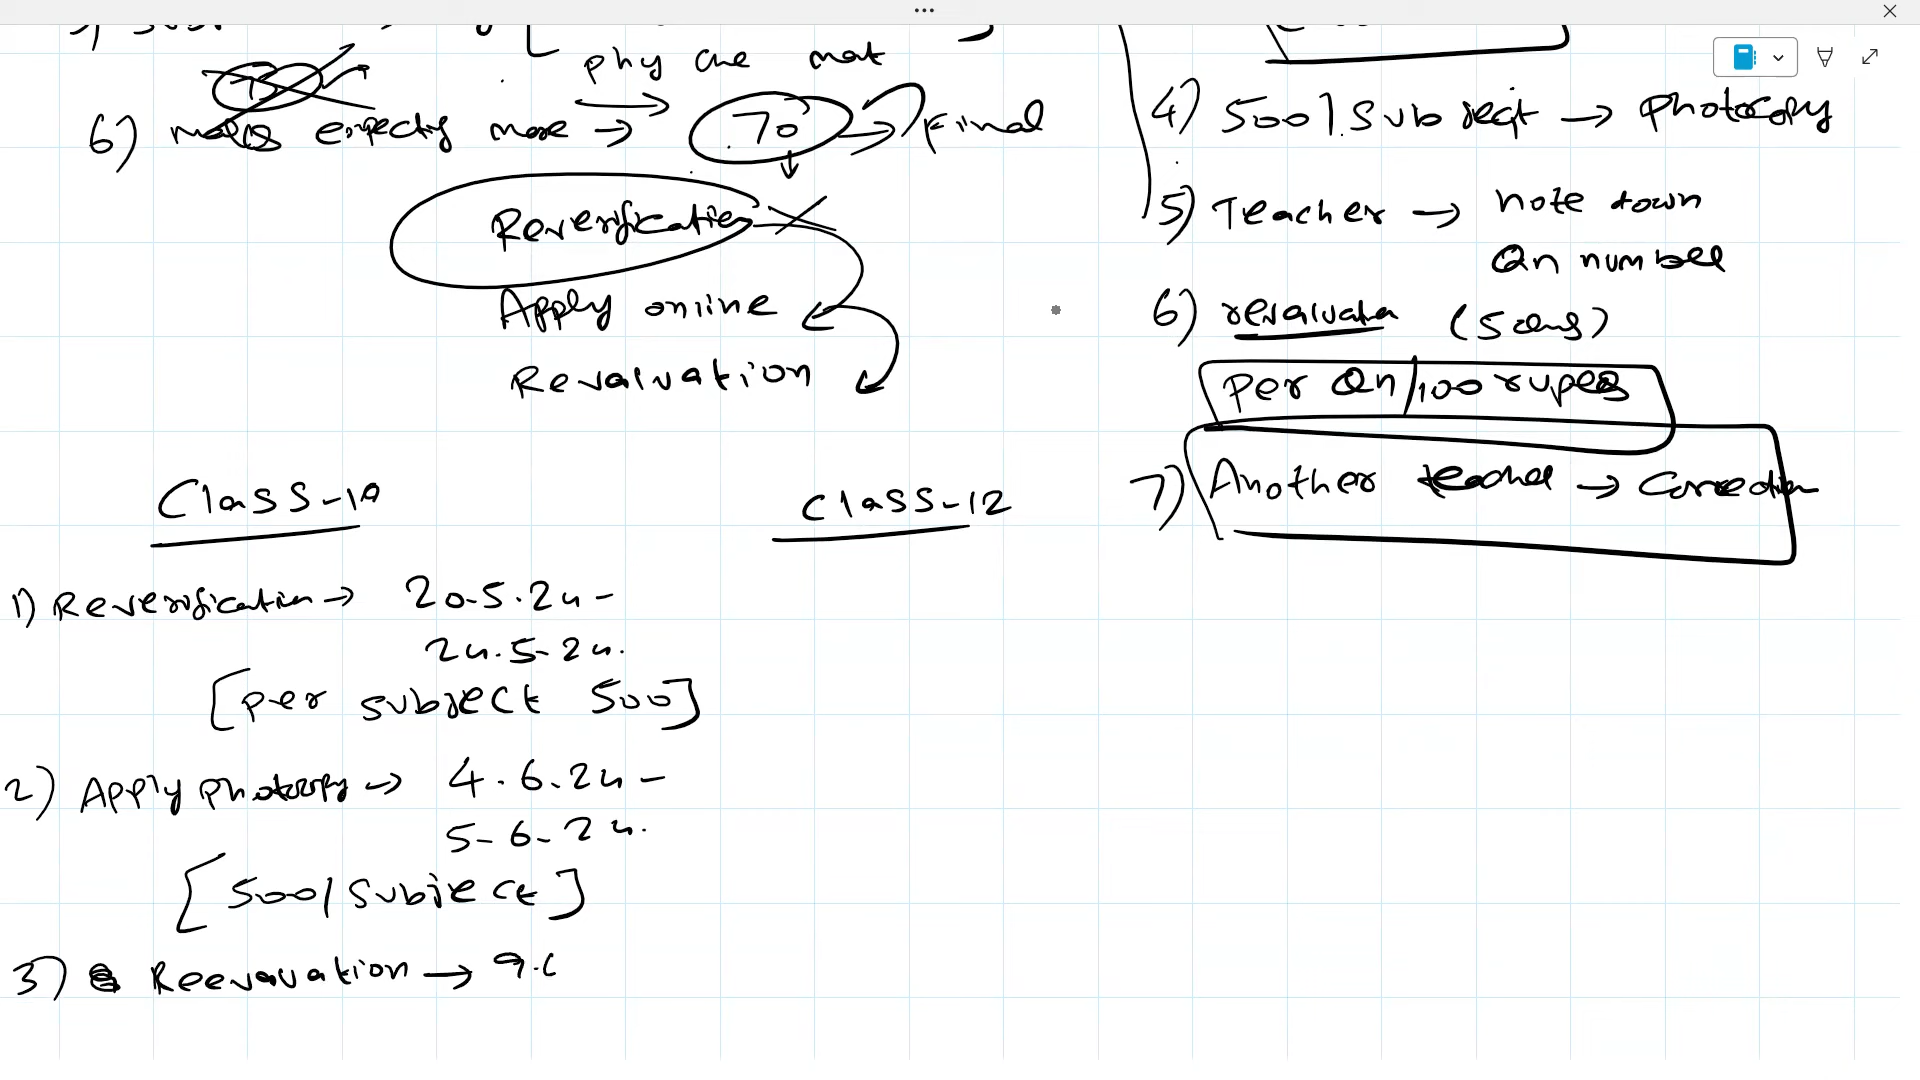 phy che mat
6) marks expecting more → 70 → Final
Reverification
Apply online
Revaluation
4) 500/Subject → photocopy
5) Teacher → note down
Qn number
6) revaluation (5 days)
Per Qn/100 rupees
7) Another teacher → Correction
Class-10
1) Reverification → 20.5.24 -
24.5-24.
[per subject 500]
2) Apply photocopy → 4.6.24 -
5-6-24.
[500/Subject]
3) Reevauation → 9.6
Class-12